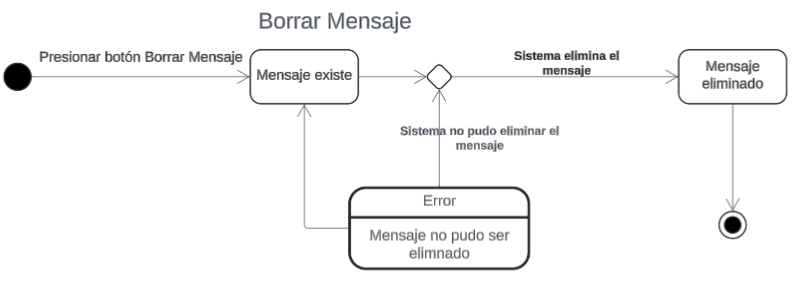 Borrar Mensaje
Presionar botón Borrar Mensaje
Mensaje existe
Sistema elimina el
mensaje
Mensaje
eliminado
Sistema no pudo eliminar el
mensaje
Error
Mensaje no pudo ser
elimnado